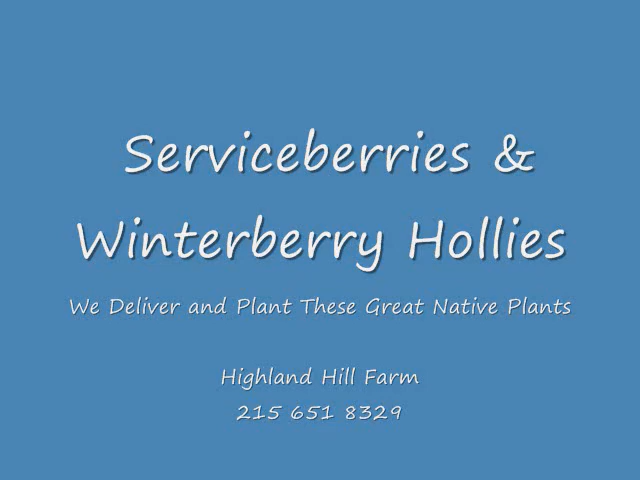 Serviceberries &
Winterberry Hollies
We Deliver and Plant These Great Native Plants
Highland Hill Farm
215 651 8329